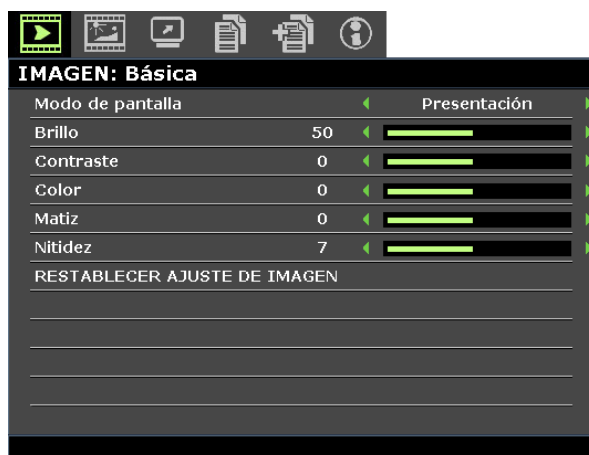 IMAGEN: Básica
Modo de pantalla Presentación
Brillo 50
Contraste 0
Color 0
Matiz 0
Nitidez 7
RESTABLECER AJUSTE DE IMAGEN